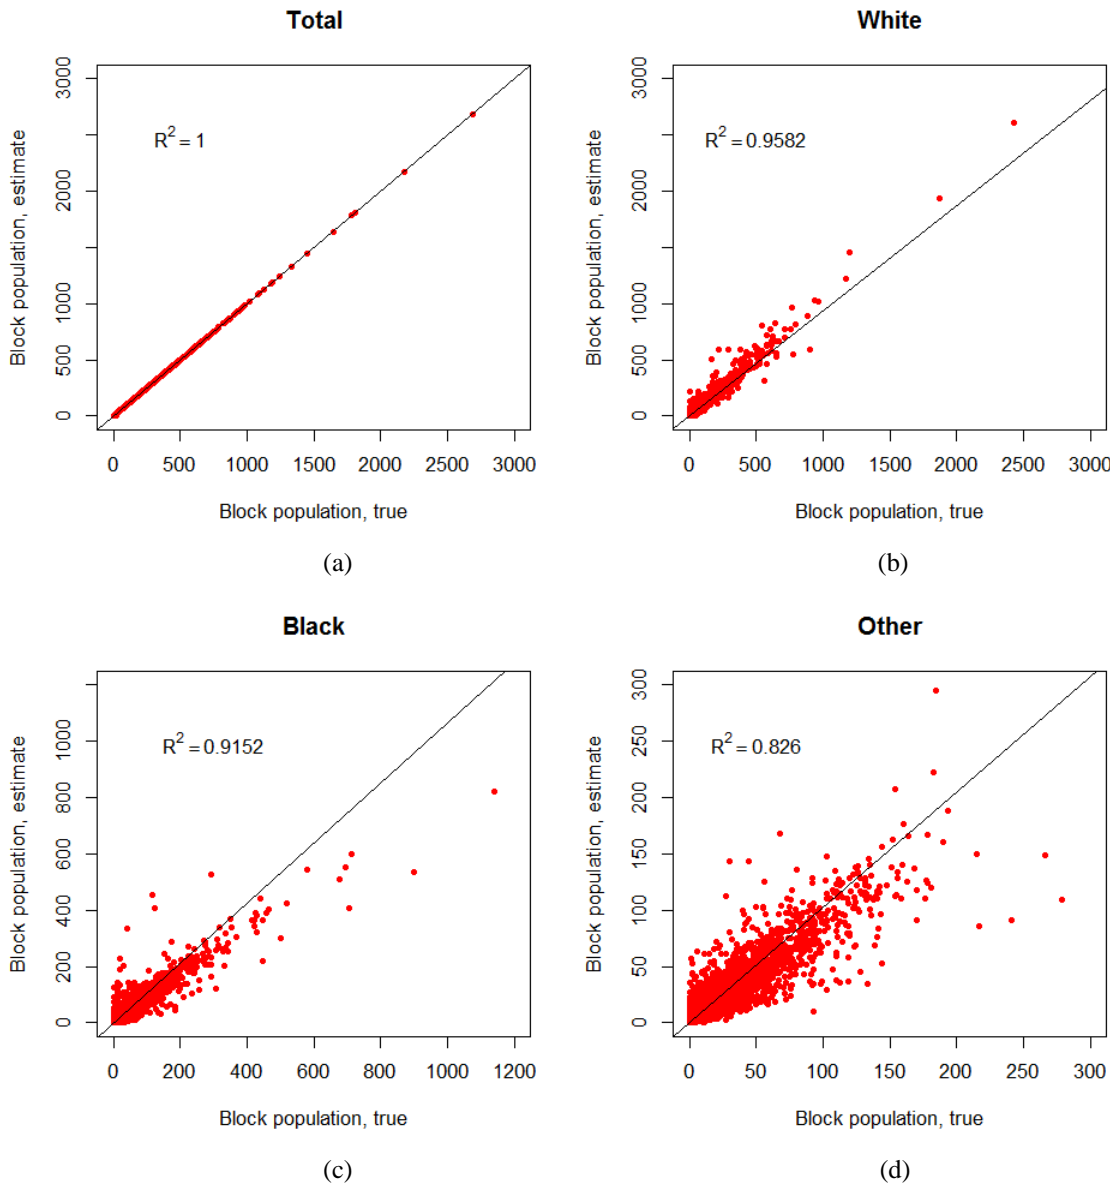 Total
R² = 1
Block population, estimate
3000
2000
1000
500
0
0 500 1000 1500 2000 2500 3000
Block population, true
(a)
White
R² = 0.9582
Block population, estimate
3000
2000
1000
500
0
0 500 1000 1500 2000 2500 3000
Block population, true
(b)
Black
R² = 0.9152
Block population, estimate
1000
800
600
400
200
0
0 200 400 600 800 1000 1200
Block population, true
(c)
Other
R² = 0.826
Block population, estimate
300
250
200
150
100
50
0
0 50 100 150 200 250 300
Block population, true
(d)